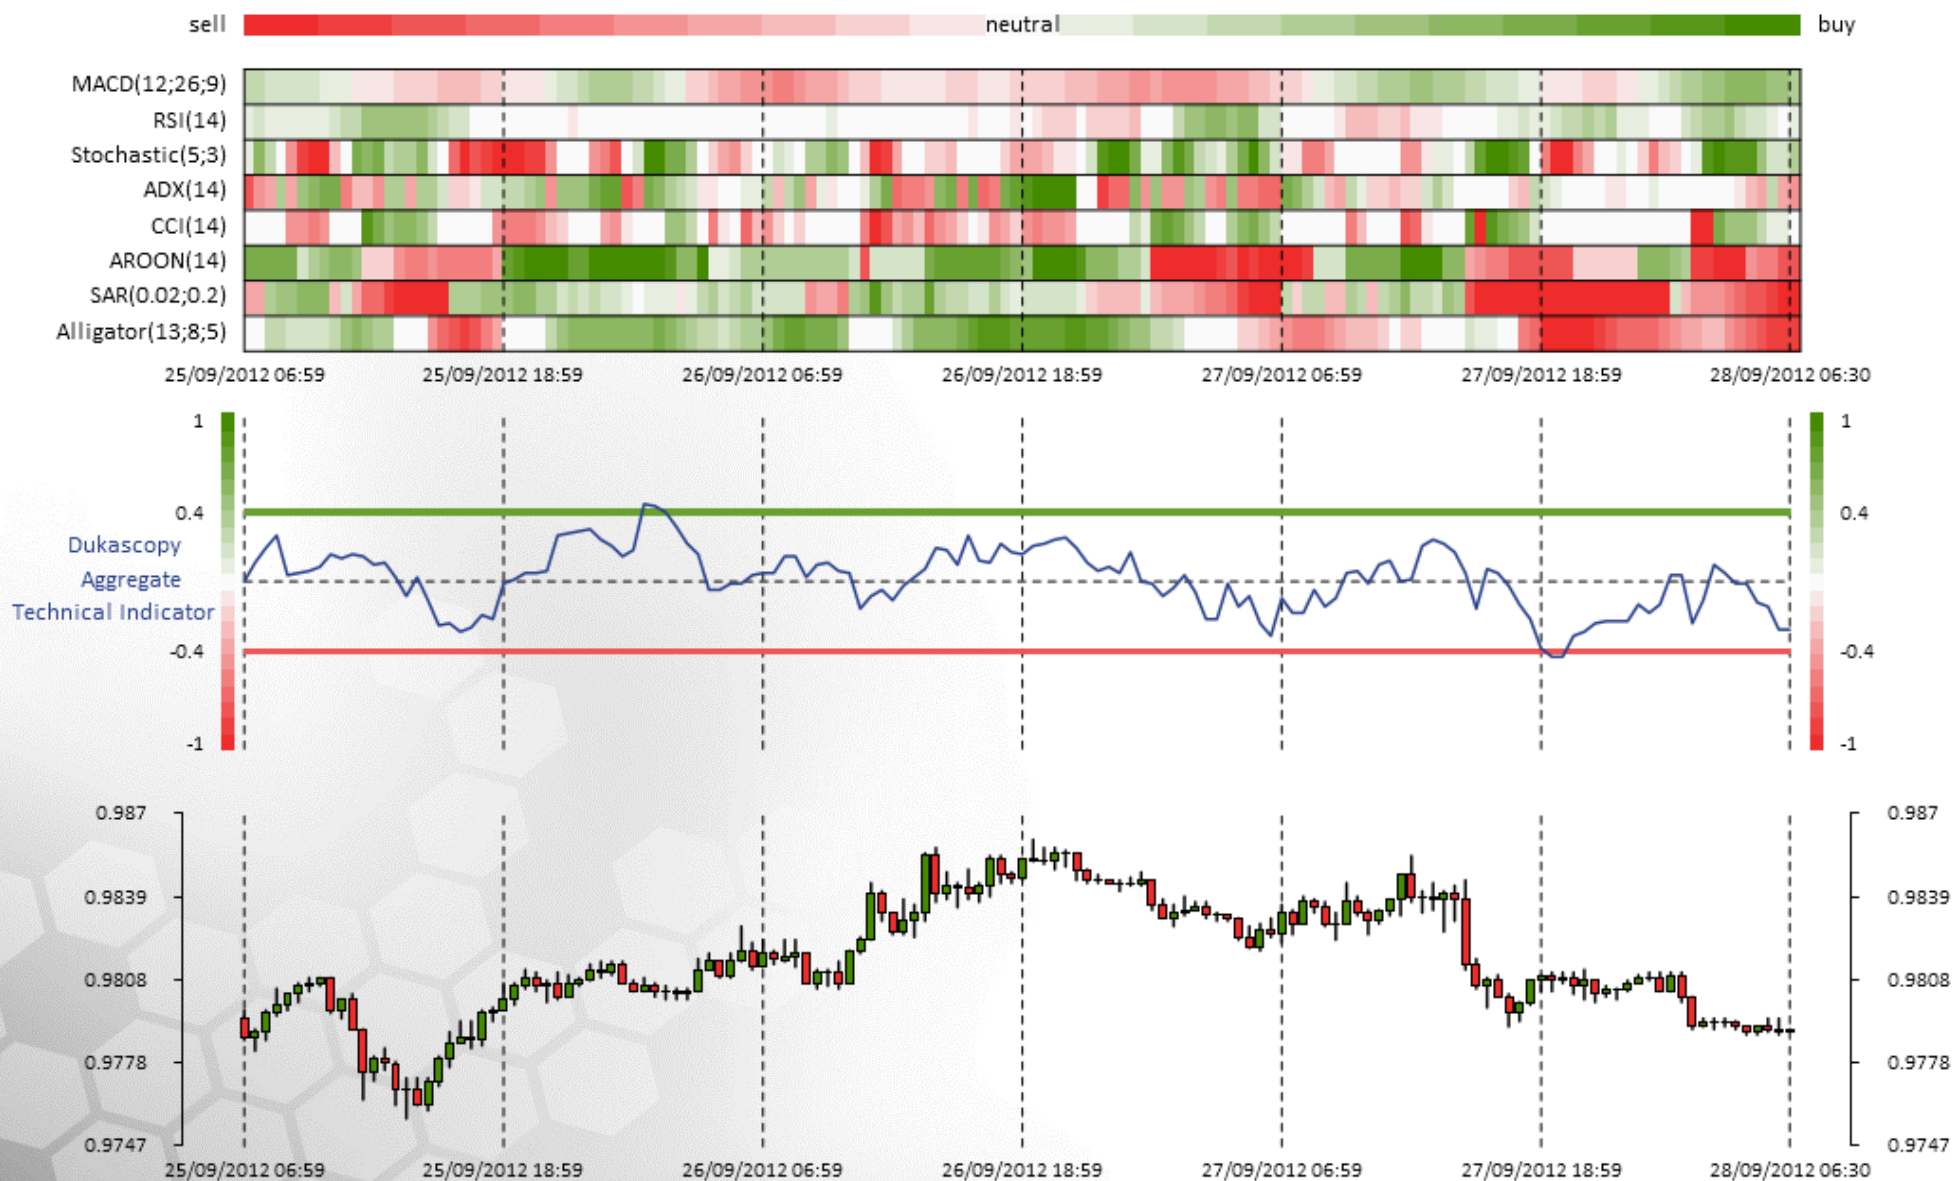 sell neutral buy
MACD(12;26;9)
RSI(14)
Stochastic(5;3)
ADX(14)
CCI(14)
AROON(14)
SAR(0.02;0.2)
Alligator(13;8;5)
25/09/2012 06:59 25/09/2012 18:59 26/09/2012 06:59 26/09/2012 18:59 27/09/2012 06:59 27/09/2012 18:59 28/09/2012 06:30
1 1
0.4 0.4
Dukascopy
Aggregate
Technical Indicator
-0.4 -0.4
-1 -1
0.987 0.987
0.9839 0.9839
0.9808 0.9808
0.9778 0.9778
0.9747 0.9747
25/09/2012 06:59 25/09/2012 18:59 26/09/2012 06:59 26/09/2012 18:59 27/09/2012 06:59 27/09/2012 18:59 28/09/2012 06:30